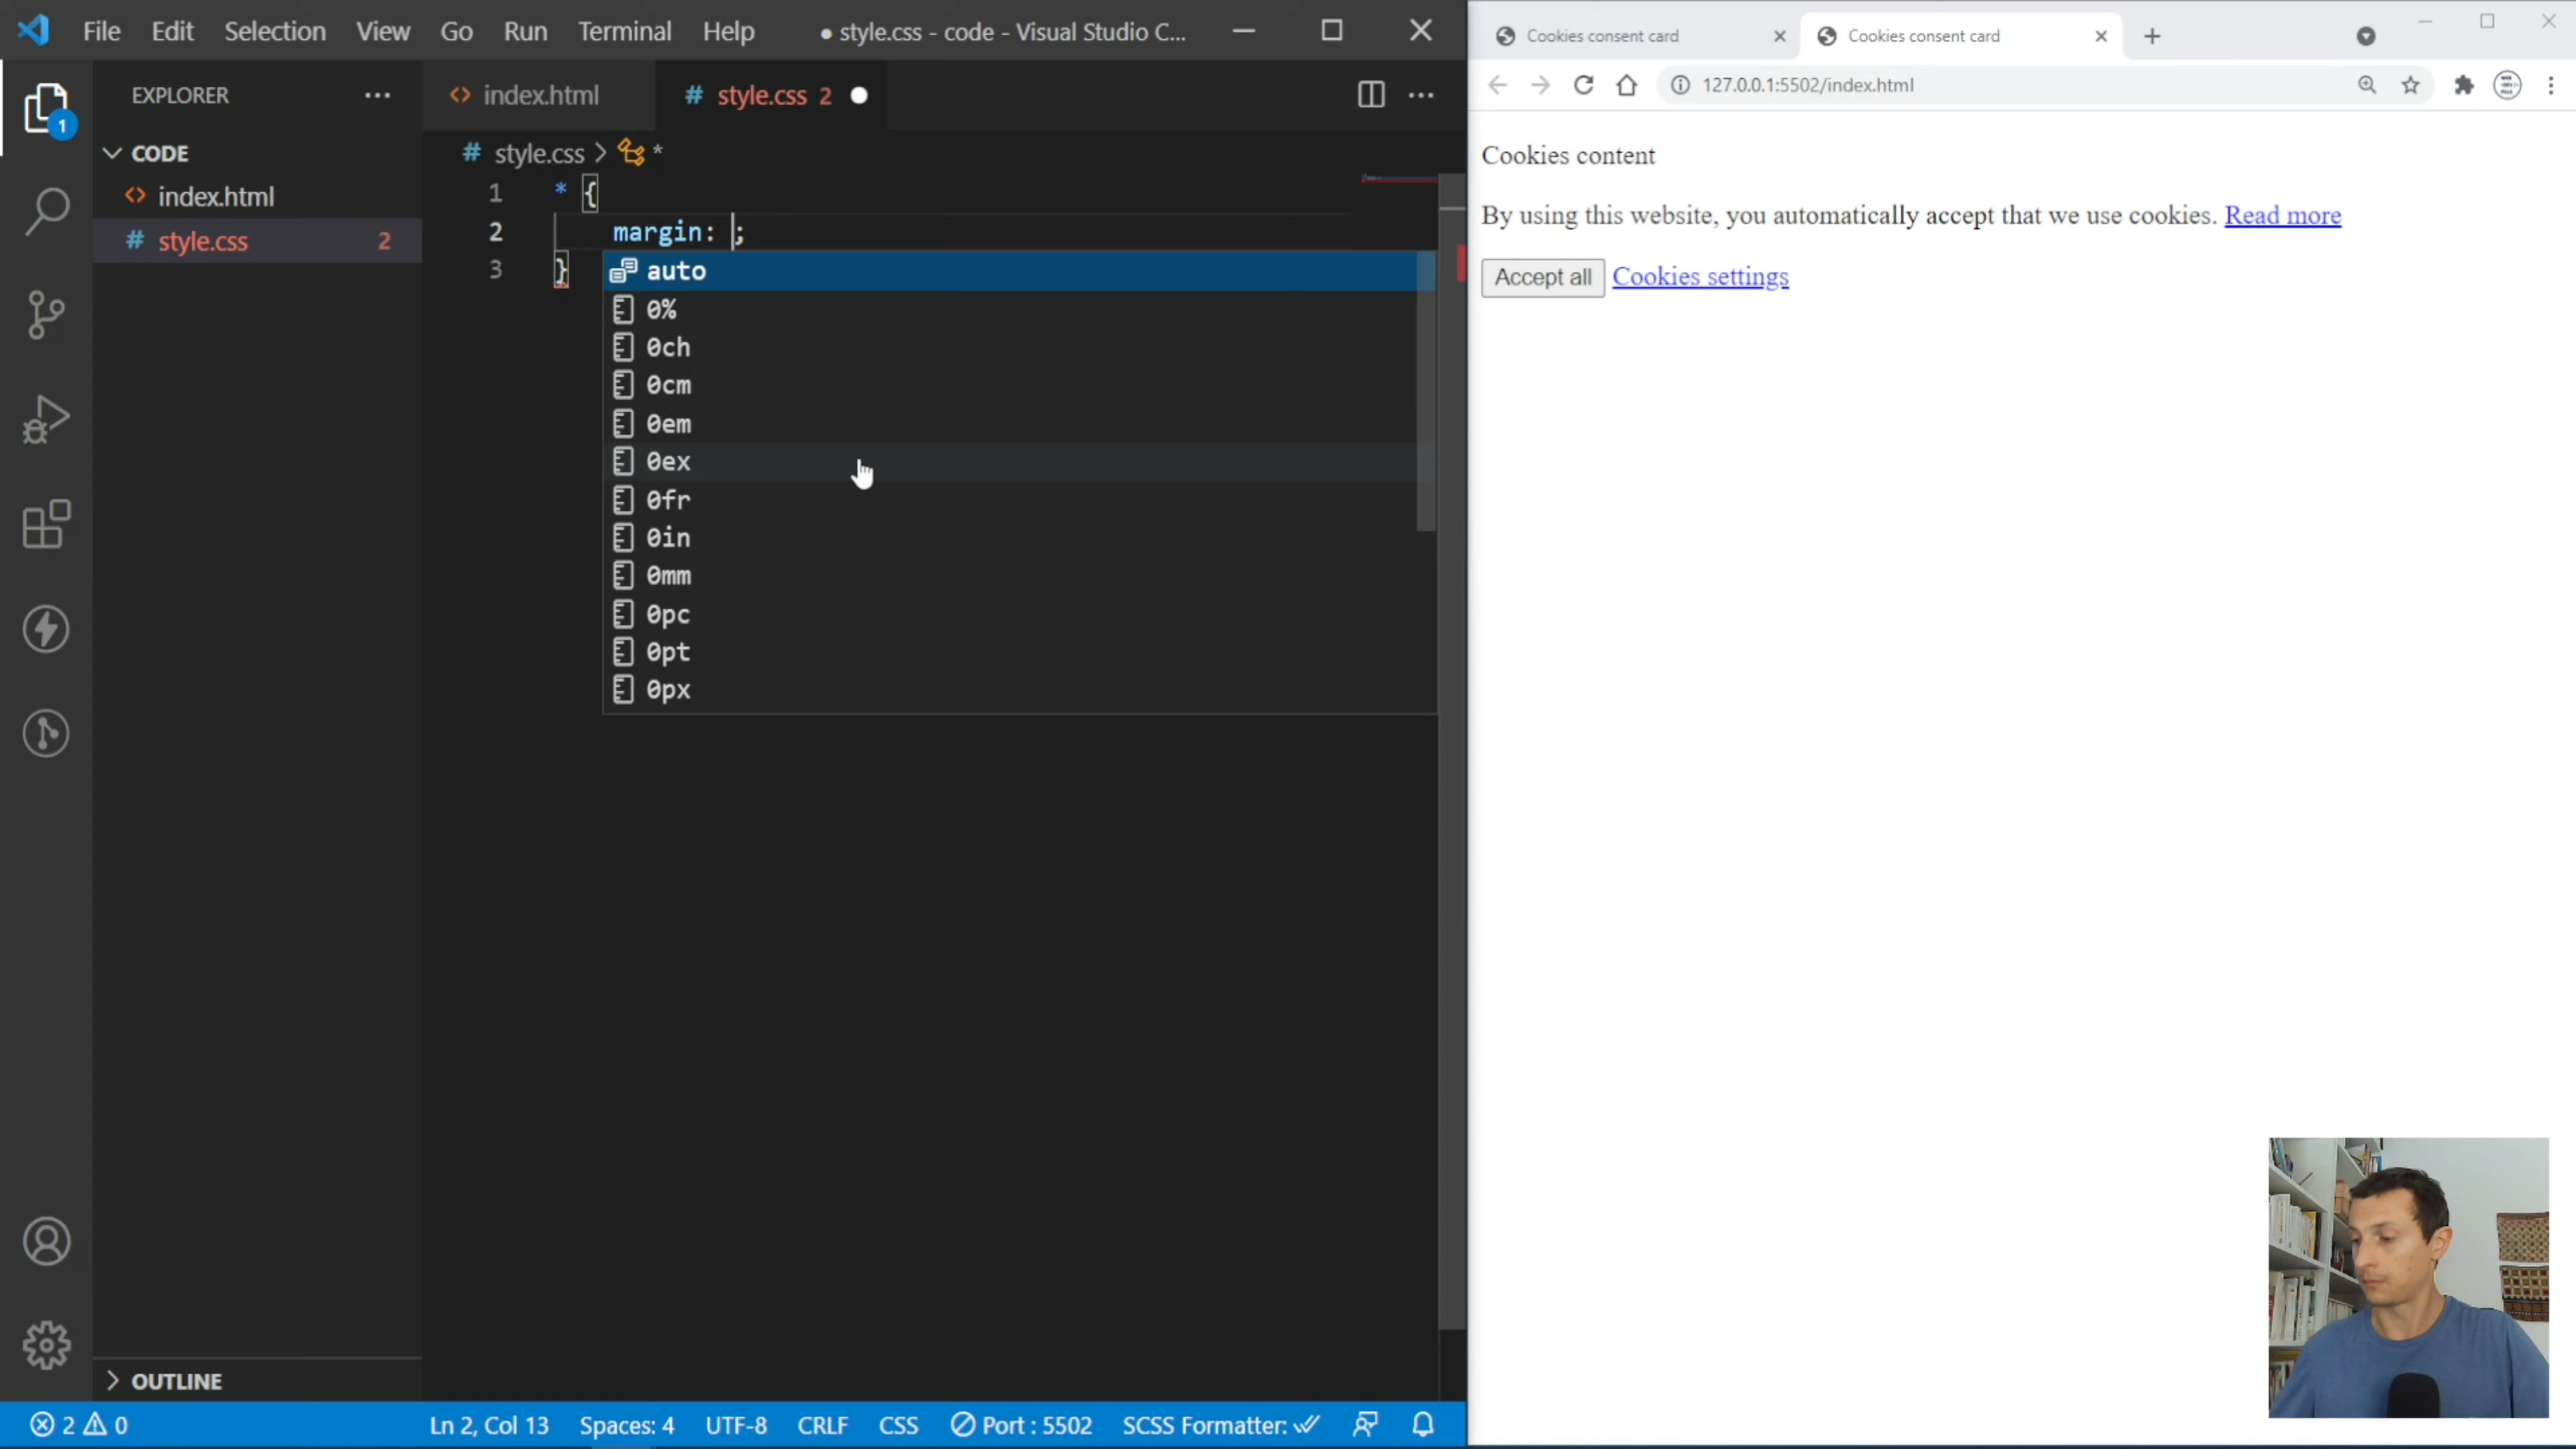 File Edit Selection View Go Run Terminal Help ● style.css - code - Visual Studio C...
EXPLORER ...
CODE
index.html
# style.css 2
OUTLINE
1
index.html # style.css 2 ●
# style.css > *
1 * {
2 margin: ;
3 }
auto
0%
0ch
0cm
0em
0ex
0fr
0in
0mm
0pc
0pt
0px
2 0 Ln 2, Col 13 Spaces: 4 UTF-8 CRLF CSS Port : 5502 SCSS Formatter:
Cookies consent card Cookies consent card
127.0.0.1:5502/index.html
Cookies content
By using this website, you automatically accept that we use cookies. Read more
Accept all Cookies settings